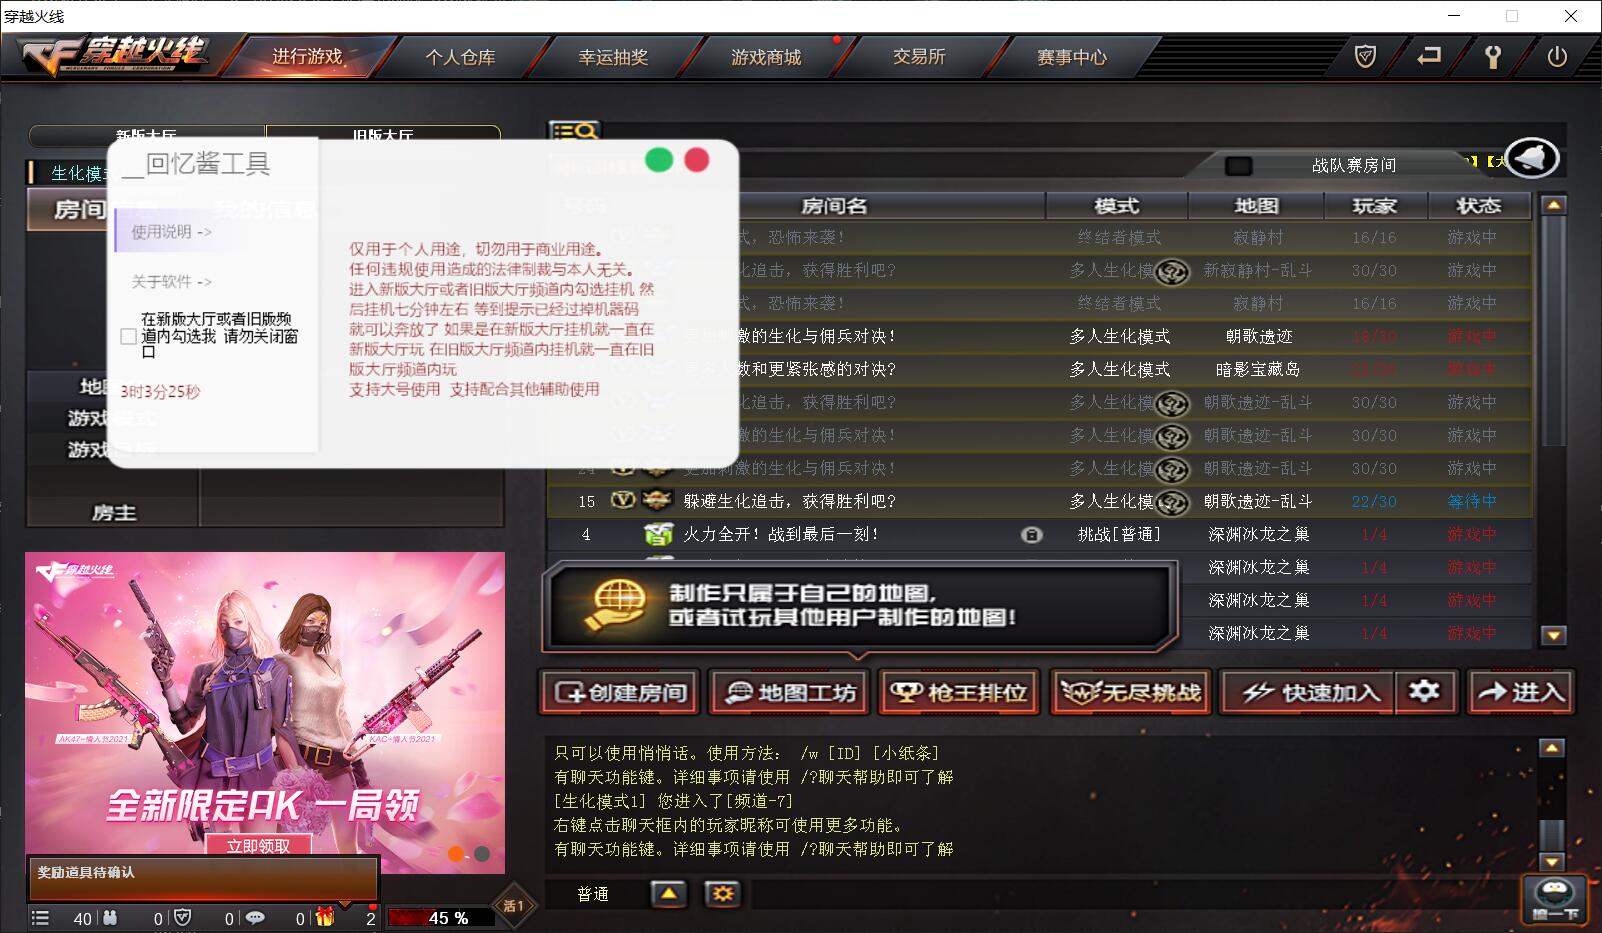 穿越火线
穿越火线
进行游戏
个人仓库
幸运抽奖
游戏商城
交易所
赛事中心
新版大厅
旧版大厅
生化模
房间信息
我的信息
__回忆酱工具
使用说明 ->
关于软件 ->
在新版大厅或者旧版频
道内勾选我 请勿关闭窗
口
3时3分25秒
仅用于个人用途，切勿用于商业用途。
任何违规使用造成的法律制裁与本人无关。
进入新版大厅或者旧版大厅频道内勾选挂机 然
后挂机七分钟左右 等到提示已经过掉机器码
就可以奔放了 如果是在新版大厅挂机就一直在
新版大厅玩 在旧版大厅频道内挂机就一直在旧
版大厅频道内玩
支持大号使用 支持配合其他辅助使用
地图
游戏模式
游戏
房主
战队赛房间
】【大
号码 房间名 模式 地图 玩家 状态
式，恐怖来袭！ 终结者模式 寂静村 16/16 游戏中
化追击，获得胜利吧？ 多人生化模 新寂静村-乱斗 30/30 游戏中
式，恐怖来袭！ 终结者模式 寂静村 16/16 游戏中
更加刺激的生化与佣兵对决！ 多人生化模式 朝歌遗迹 18/30 游戏中
更多人数和更紧张感的对决？ 多人生化模式 暗影宝藏岛 22/30 游戏中
化追击，获得胜利吧？ 多人生化模 朝歌遗迹-乱斗 30/30 游戏中
激的生化与佣兵对决！ 多人生化模 朝歌遗迹-乱斗 30/30 游戏中
24 更加刺激的生化与佣兵对决！ 多人生化模 朝歌遗迹-乱斗 30/30 游戏中
15 躲避生化追击，获得胜利吧？ 多人生化模 朝歌遗迹-乱斗 22/30 等待中
4 火力全开！战到最后一刻！ 挑战[普通] 深渊冰龙之巢 1/4 游戏中
深渊冰龙之巢 1/4 游戏中
深渊冰龙之巢 1/4 游戏中
深渊冰龙之巢 1/4 游戏中
制作只属于自己的地图，
或者试玩其他用户制作的地图！
创建房间
地图工坊
枪王排位
无尽挑战
快速加入
进入
只可以使用悄悄话。使用方法： /w [ID] [小纸条]
有聊天功能键。详细事项请使用 /?聊天帮助即可了解
[生化模式1] 您进入了[频道-7]
右键点击聊天框内的玩家昵称可使用更多功能。
有聊天功能键。详细事项请使用 /?聊天帮助即可了解
普通
穿越火线
AK47-情人节2021
KAC-情人节2021
全新限定AK 一局领
立即领取
奖励道具待确认
40 0 0 0 2
45 %
活1
搜一下